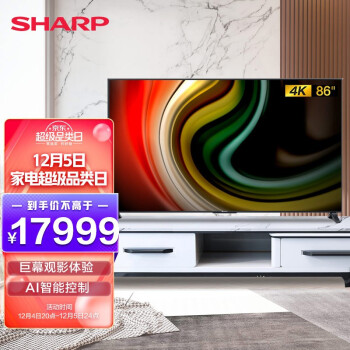 SHARP
4K 86"
京东
超级品类日
12月5日
家电超级品类日
到手价不高于
¥17999
巨幕观影体验
AI智能控制
活动时间
12月4日20点-12月5日24点